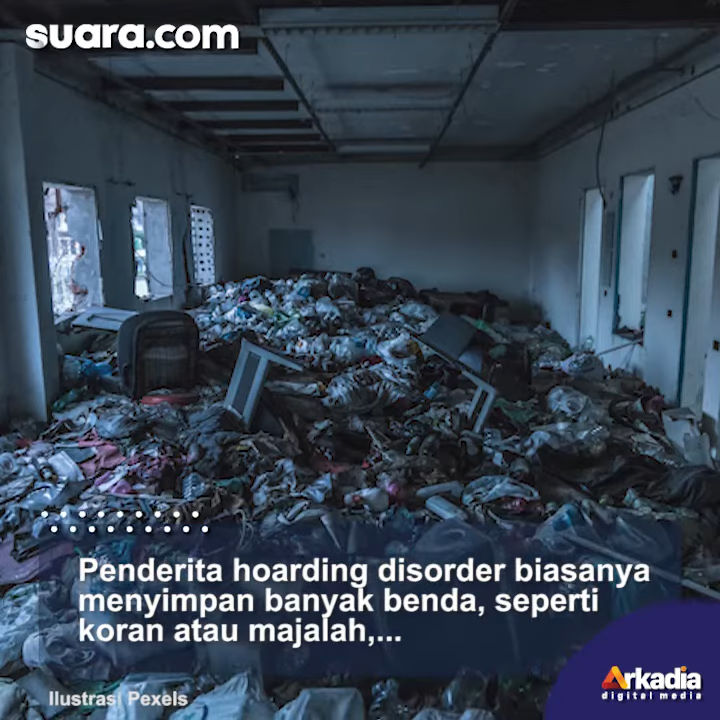 suara.com
Penderita hoarding disorder biasanya
menyimpan banyak benda, seperti
koran atau majalah,...
Ilustrasi Pexels
Arkadia
digital media